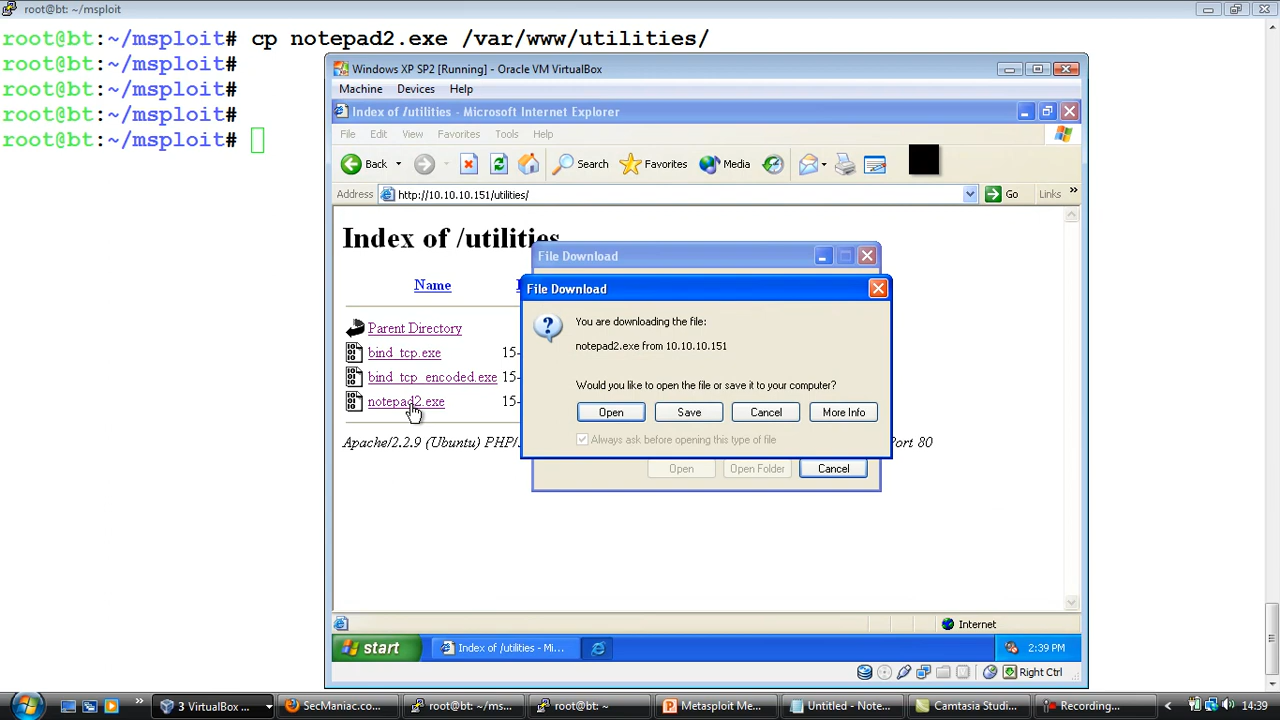 root@bt: ~/msploit
root@bt:~/msploit# cp notepad2.exe /var/www/utilities/
root@bt:~/msploit#
root@bt:~/msploit#
root@bt:~/msploit#
root@bt:~/msploit#
Windows XP SP2 [Running] - Oracle VM VirtualBox
Machine Devices Help
Index of /utilities - Microsoft Internet Explorer
File Edit View Favorites Tools Help
Back Search Favorites Media
Address http://10.10.10.151/utilities/ Go Links »
Index of /utilities
Name
Parent Directory
bind_tcp.exe 15-
bind_tcp_encoded.exe 15-
notepad2.exe 15-
Apache/2.2.9 (Ubuntu) PHP/ Port 80
File Download
File Download
You are downloading the file:
notepad2.exe from 10.10.10.151
Would you like to open the file or save it to your computer?
Open Save Cancel More Info
Always ask before opening this type of file
Open Open Folder Cancel
Internet
start Index of /utilities - Mi... 2:39 PM
Right Ctrl
» 3 VirtualBox ... SecManiac.co... root@bt: ~/ms... root@bt: ~ Metasploit Me... Untitled - Note... Camtasia Studi... Recording... 14:39